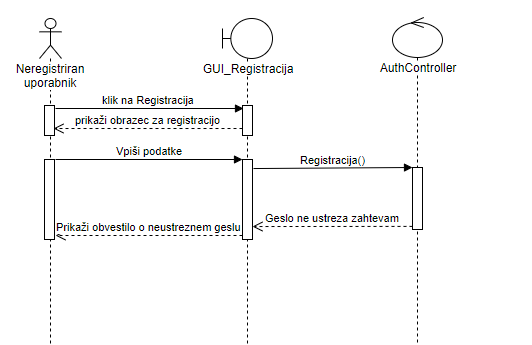 Neregistriran
uporabnik
GUI_Registracija
AuthController
klik na Registracija
prikaži obrazec za registracijo
Vpiši podatke
Registracija()
Geslo ne ustreza zahtevam
Prikaži obvestilo o neustreznem geslu